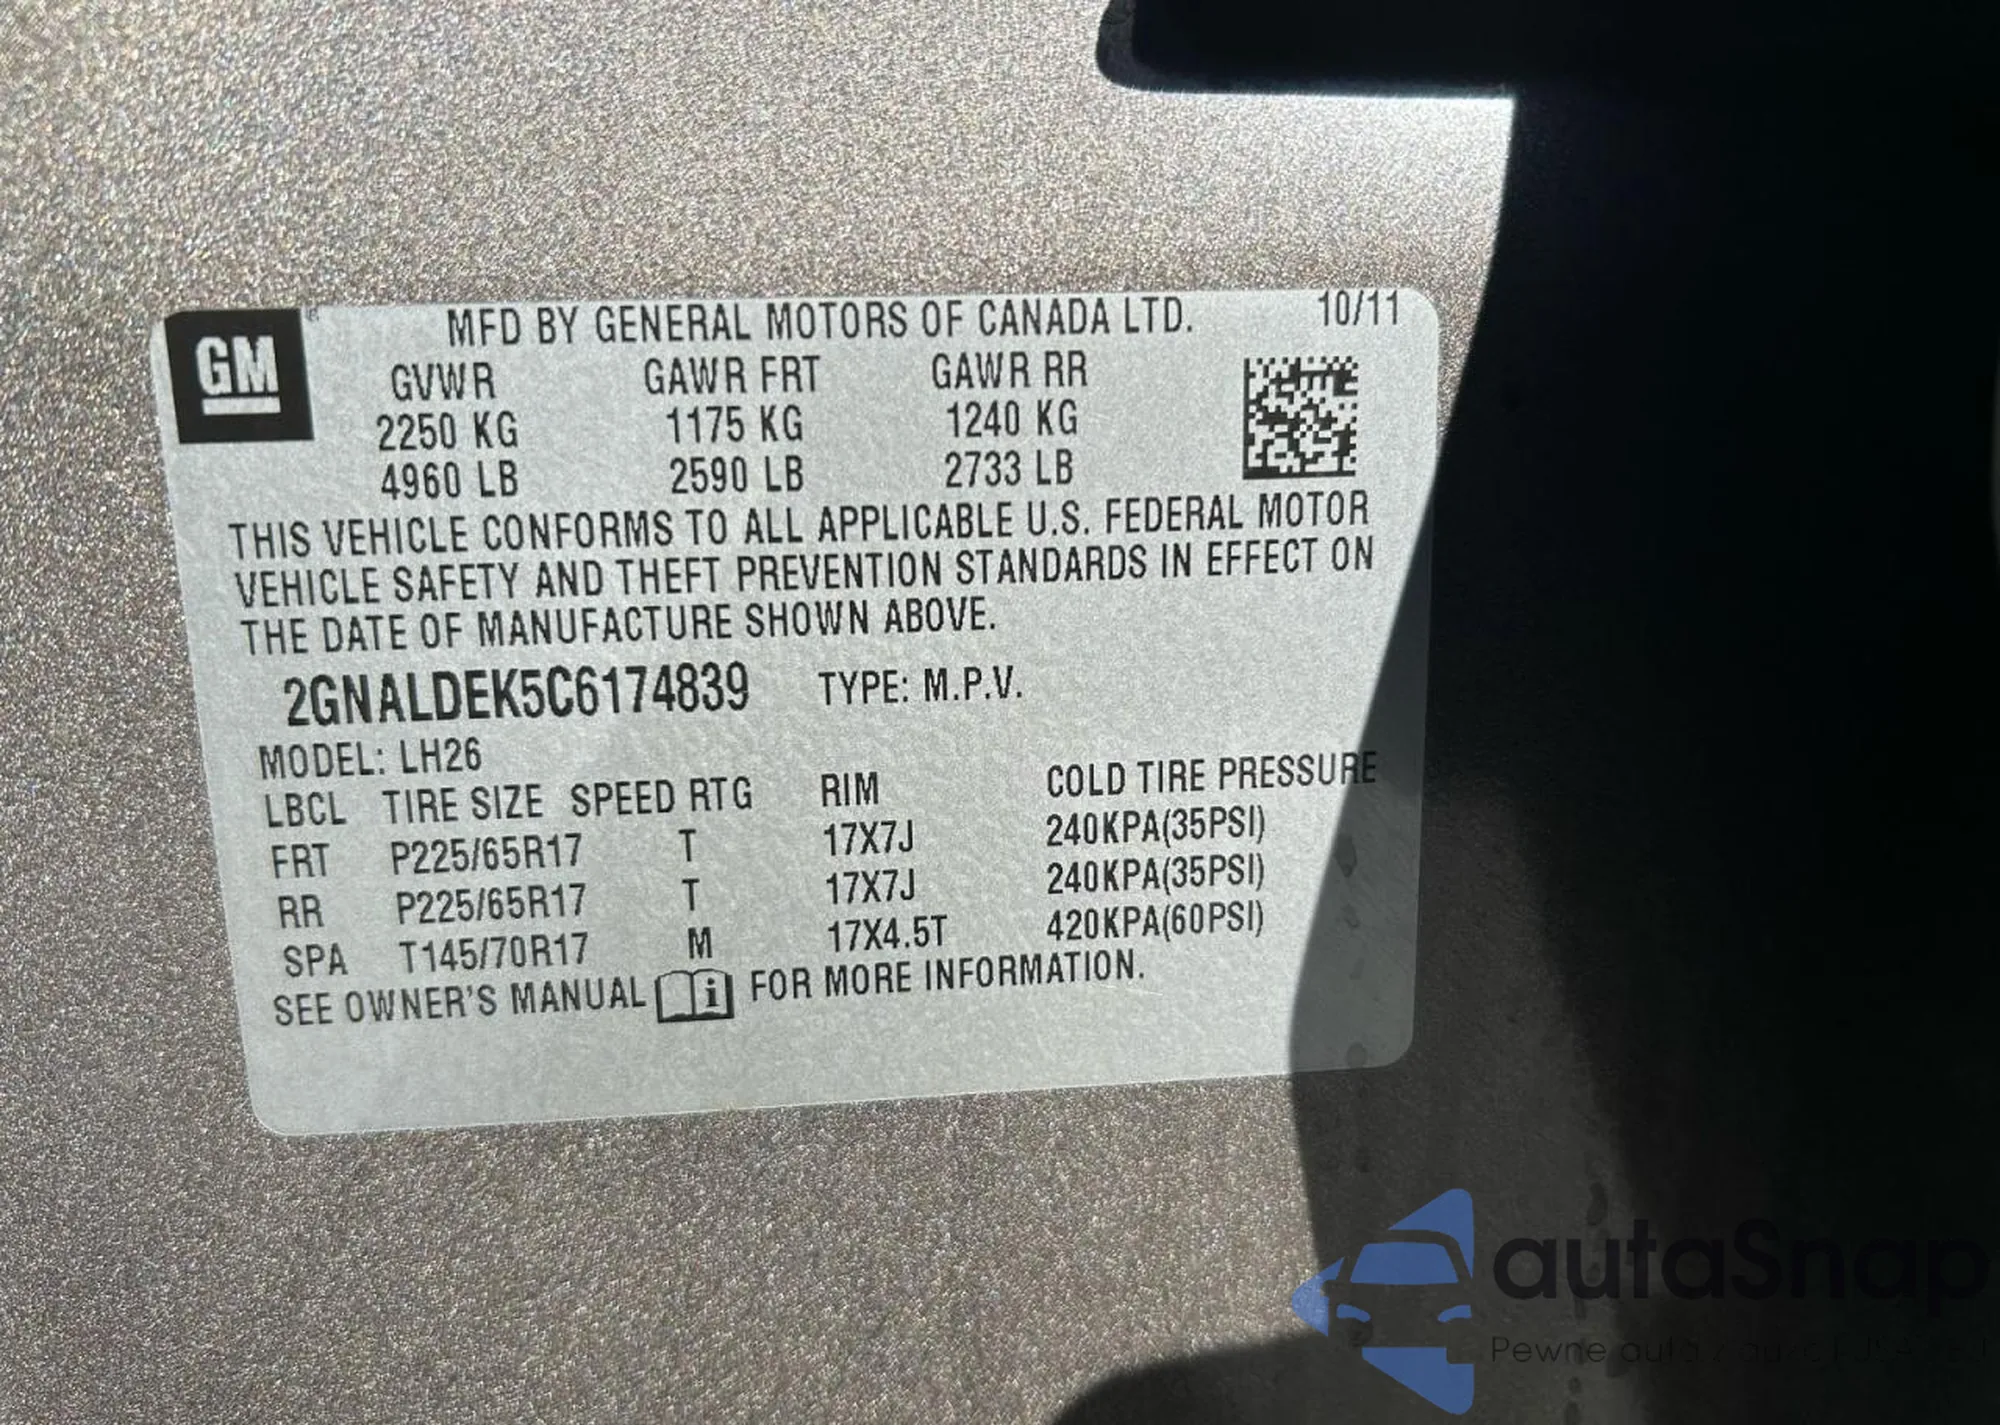 GM
MFD BY GENERAL MOTORS OF CANADA LTD. 10/11
GVWR GAWR FRT GAWR RR
2250 KG 1175 KG 1240 KG
4960 LB 2590 LB 2733 LB
THIS VEHICLE CONFORMS TO ALL APPLICABLE U.S. FEDERAL MOTOR
VEHICLE SAFETY AND THEFT PREVENTION STANDARDS IN EFFECT ON
THE DATE OF MANUFACTURE SHOWN ABOVE.
2GNALDEK5C6174839 TYPE: M.P.V.
MODEL: LH26
LBCL TIRE SIZE SPEED RTG RIM COLD TIRE PRESSURE
FRT P225/65R17 T 17X7J 240KPA(35PSI)
RR P225/65R17 T 17X7J 240KPA(35PSI)
SPA T145/70R17 M 17X4.5T 420KPA(60PSI)
SEE OWNER'S MANUAL i FOR MORE INFORMATION.
autaSnap
Pewne auta z